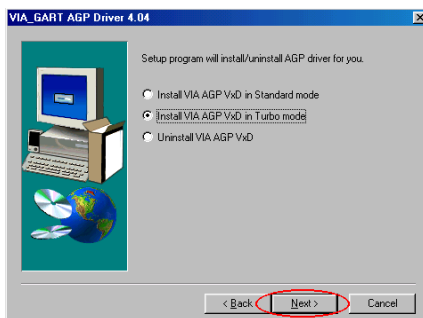 VIA_GART AGP Driver 4.04
Setup program will install/uninstall AGP driver for you.
Install VIA AGP VxD in Standard mode
Install VIA AGP VxD in Turbo mode
Uninstall VIA AGP VxD
< Back
Next >
Cancel